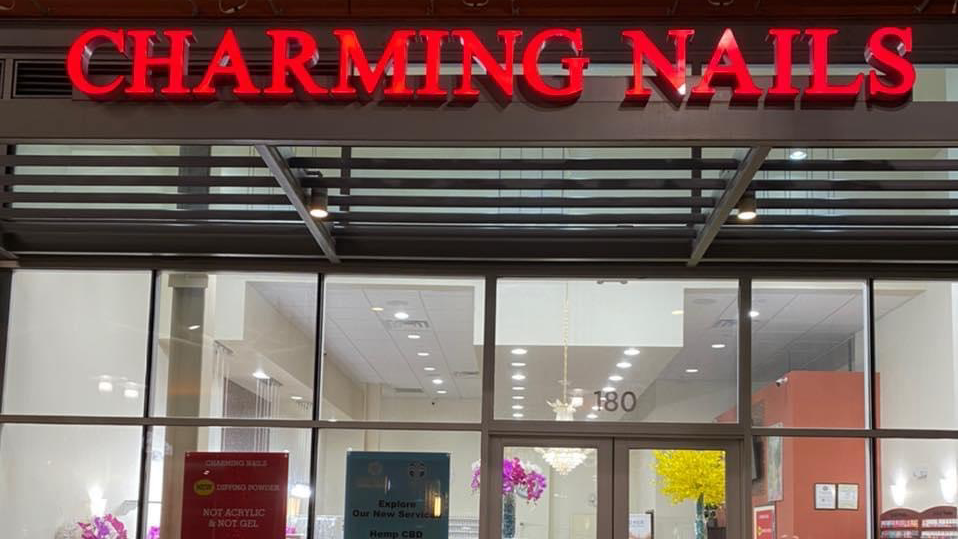 CHARMING NAILS
180
CHARMING NAILS
NEW DIPPING POWDER
NOT ACRYLIC
& NOT GEL
Explore
Our New Service
Hemp CBD